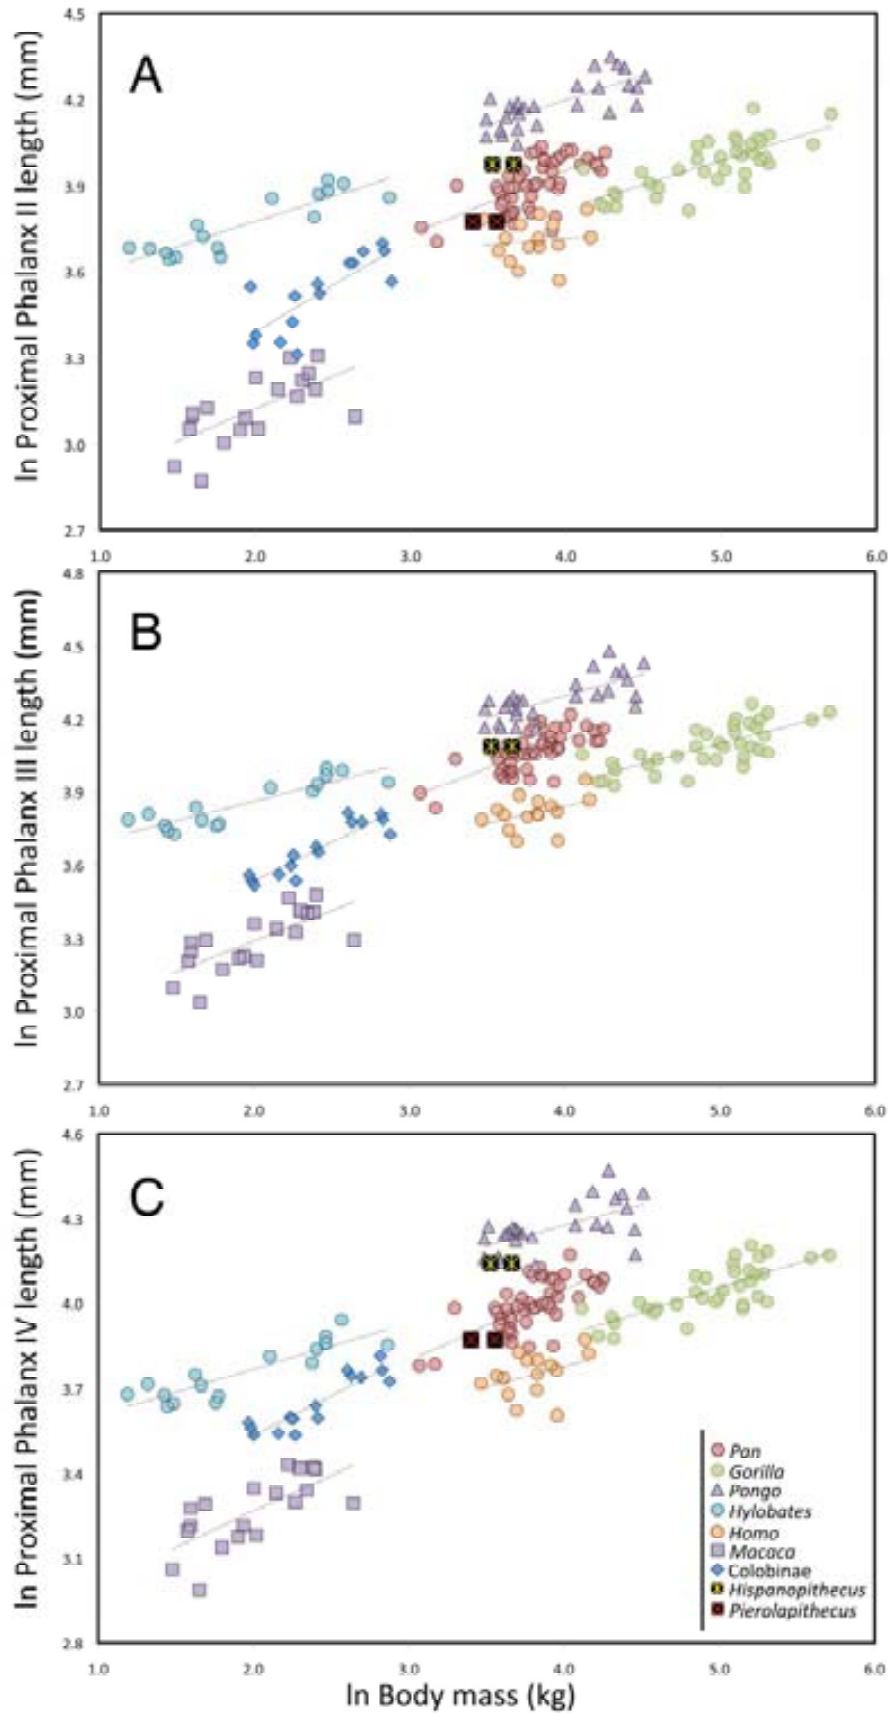 A
ln Proximal Phalanx II length (mm)
4.5
4.2
3.9
3.6
3.3
3.0
2.7
1.0 2.0 3.0 4.0 5.0 6.0
B
ln Proximal Phalanx III length (mm)
4.8
4.5
4.2
3.9
3.6
3.3
3.0
2.7
1.0 2.0 3.0 4.0 5.0 6.0
C
ln Proximal Phalanx IV length (mm)
4.6
4.3
4.0
3.7
3.4
3.1
2.8
Pan
Gorilla
Pongo
Hylobates
Homo
Macaca
Colobinae
Hispanopithecus
Pierolapithecus
1.0 2.0 3.0 4.0 5.0 6.0
ln Body mass (kg)